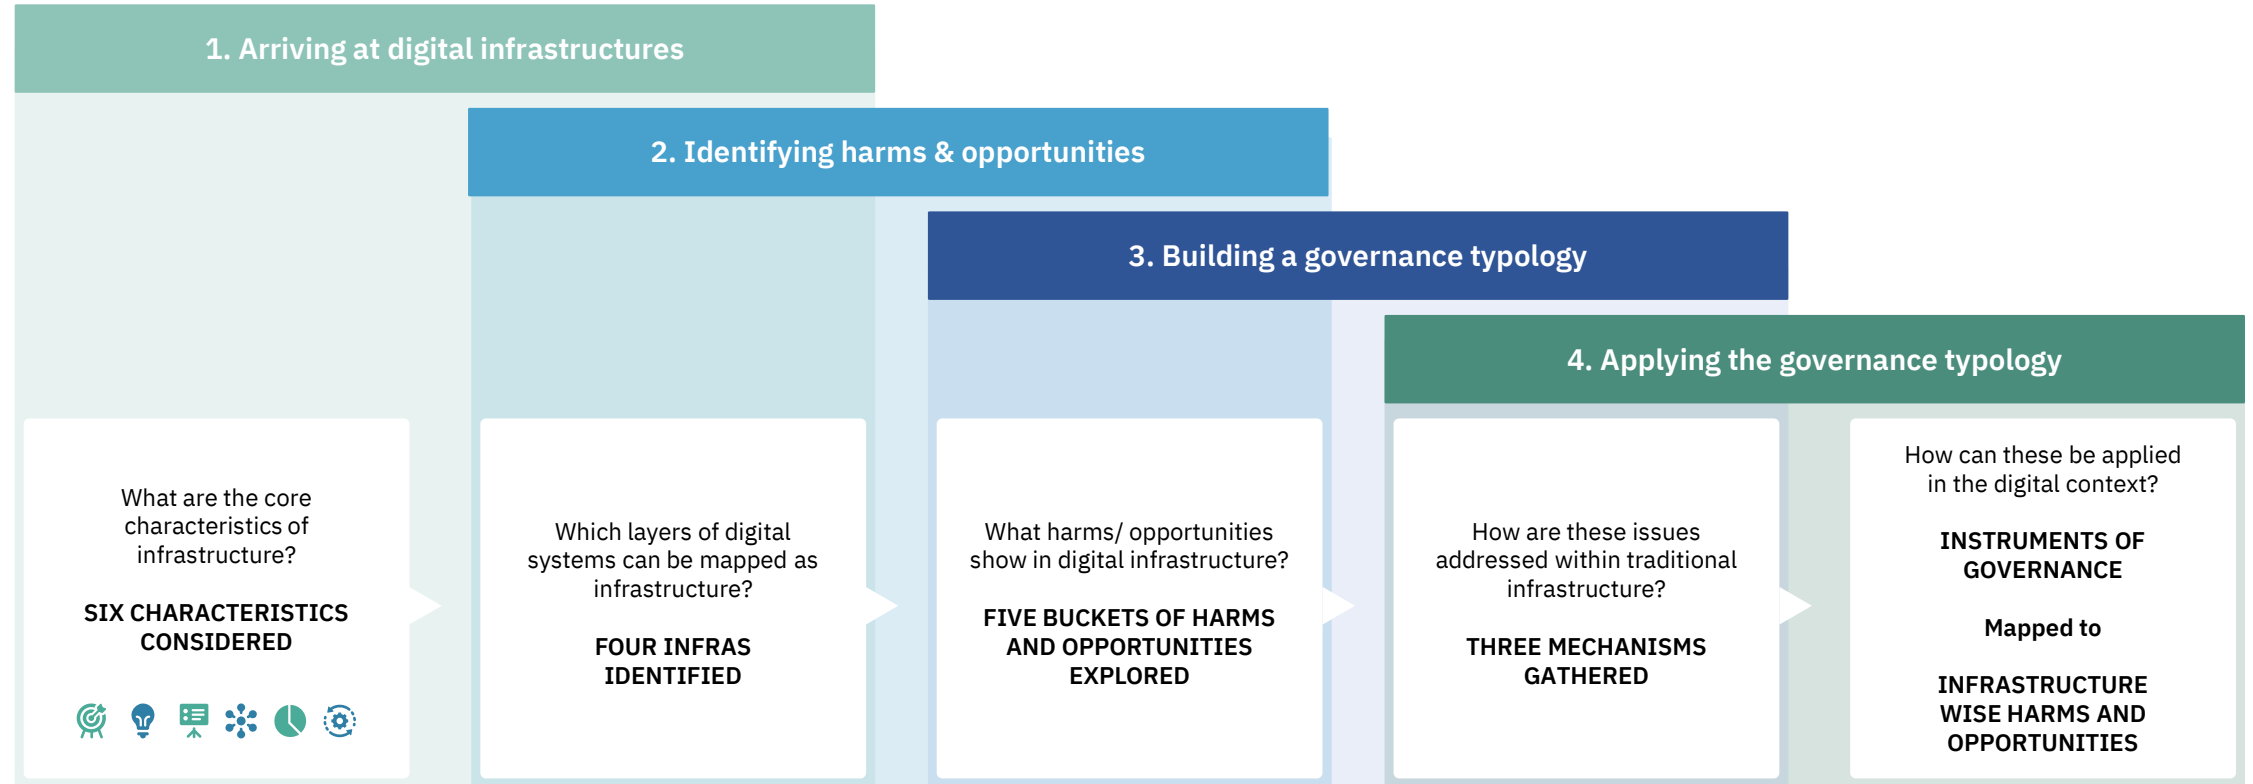 1. Arriving at digital infrastructures
2. Identifying harms & opportunities
3. Building a governance typology
4. Applying the governance typology
What are the core
characteristics of
infrastructure?
SIX CHARACTERISTICS
CONSIDERED
Which layers of digital
systems can be mapped as
infrastructure?
FOUR INFRAS
IDENTIFIED
What harms/ opportunities
show in digital infrastructure?
FIVE BUCKETS OF HARMS
AND OPPORTUNITIES
EXPLORED
How are these issues
addressed within traditional
infrastructure?
THREE MECHANISMS
GATHERED
How can these be applied
in the digital context?
INSTRUMENTS OF
GOVERNANCE
Mapped to
INFRASTRUCTURE
WISE HARMS AND
OPPORTUNITIES